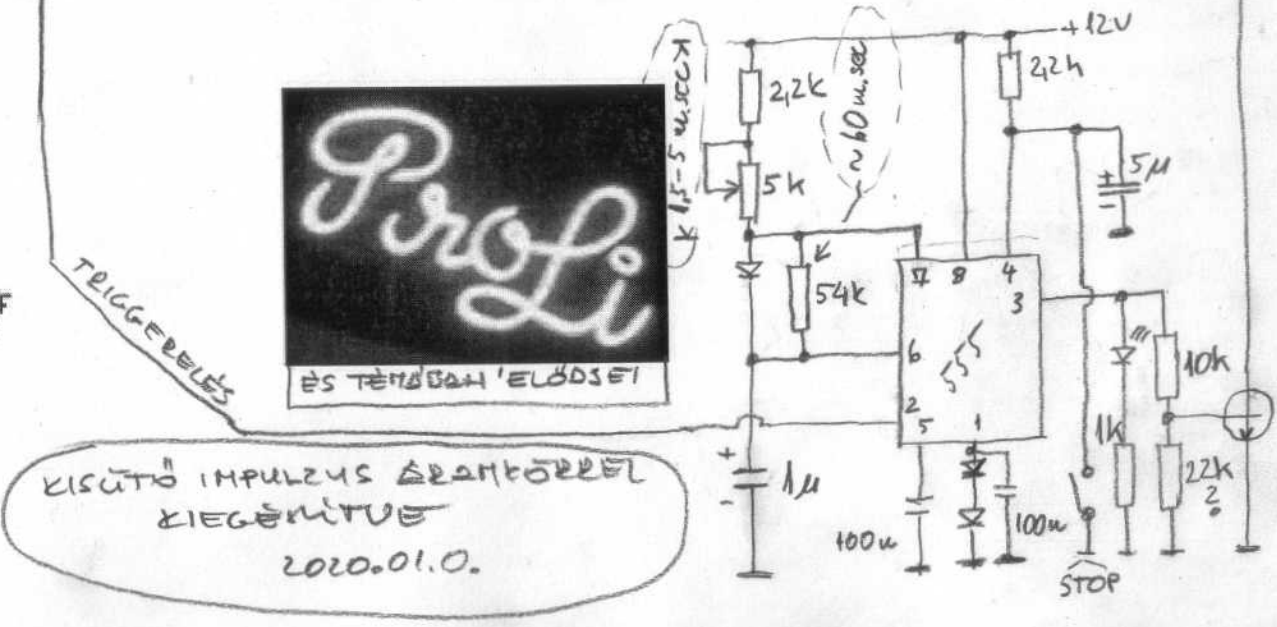 +12V
2,2k
2,2k
~60 m.sec
1,5-5 m.sec
5k
5µ
54k
7 8 4
3
6
555
2
5 1
10k
1k
22k
?
1µ
100n
100n
STOP
TRIGGERELÉS
F
ProLi
ÉS TÉMÁBAN ELŐDJEI
KISÜTŐ IMPULZUS ÁRAMKÖRREL
KIEGÉSZÍTVE
2020.01.0.